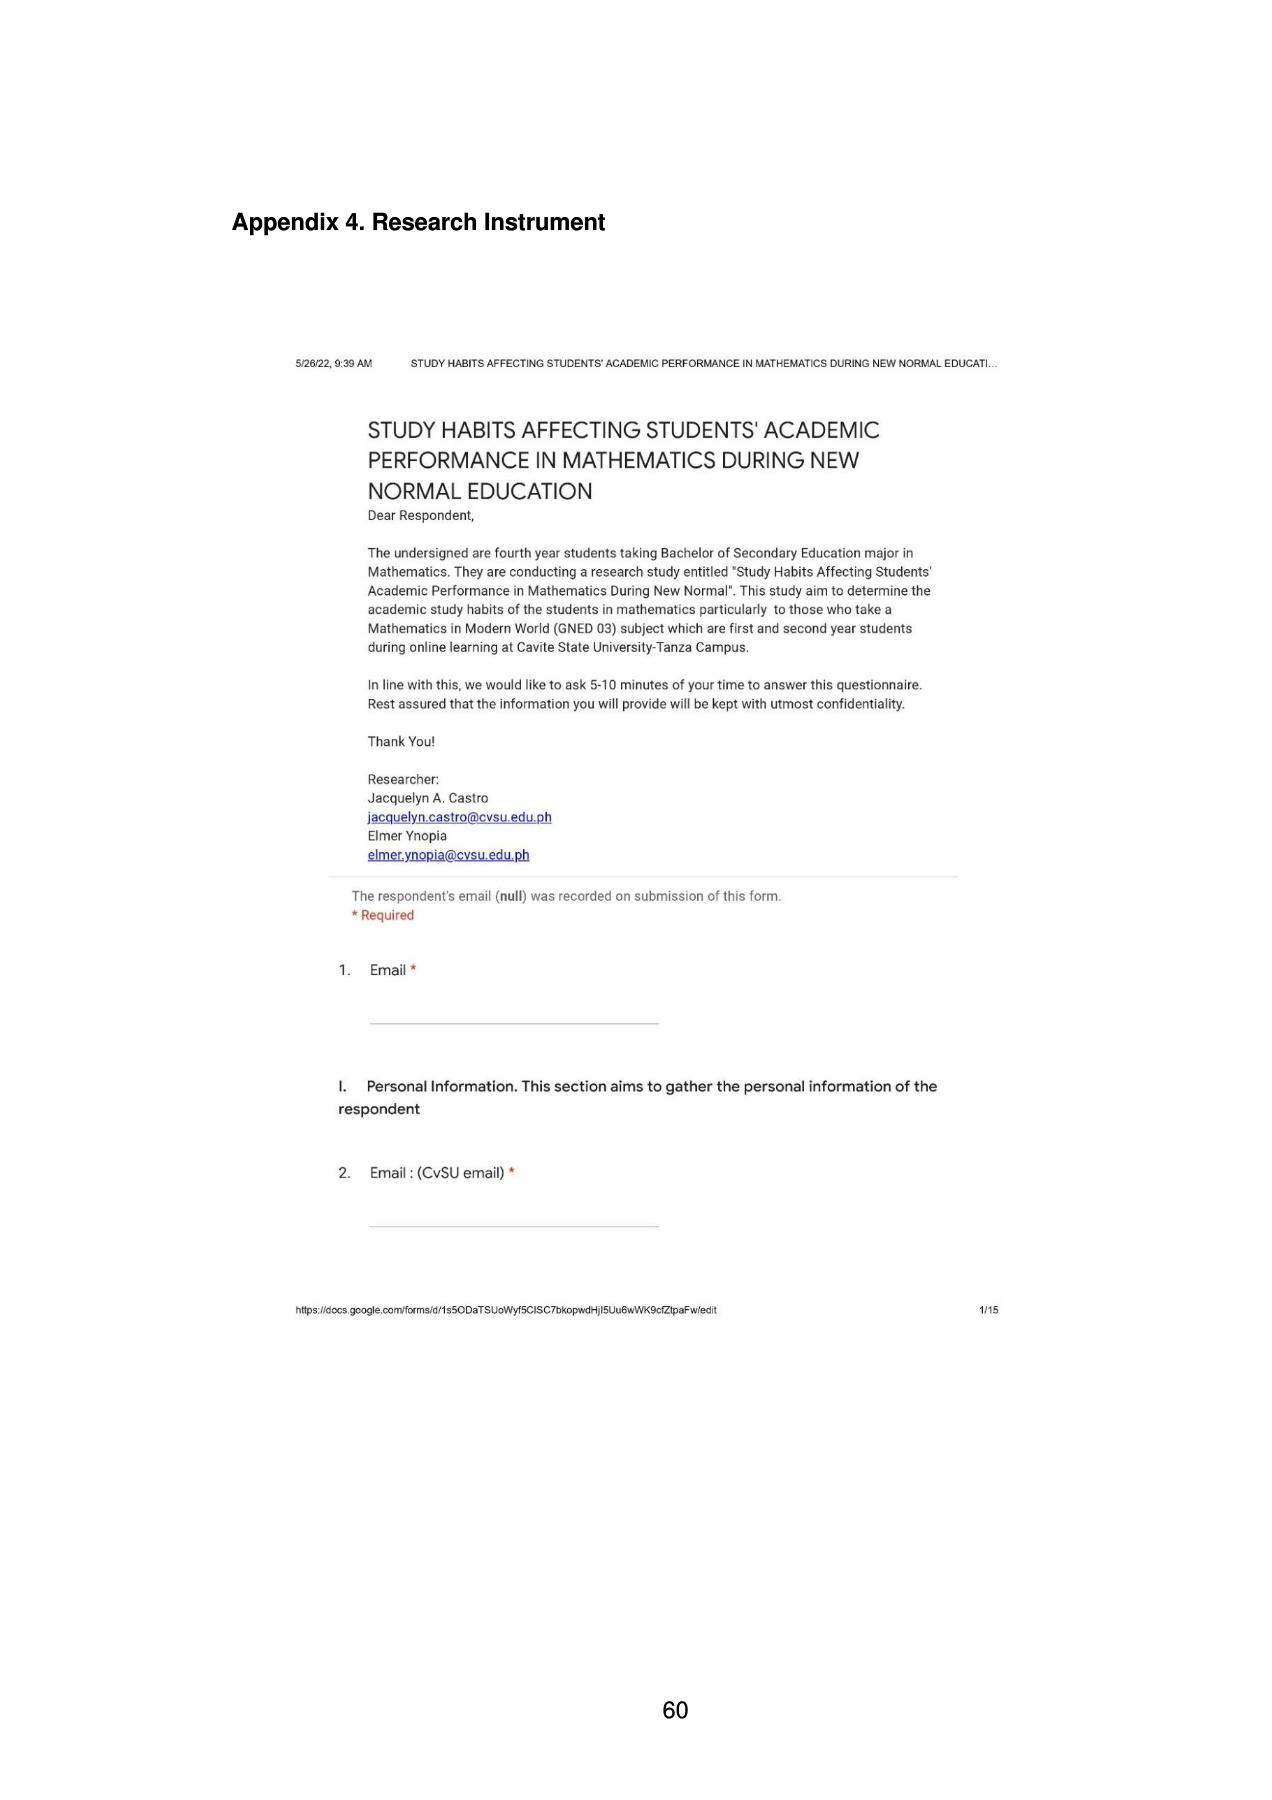 Appendix 4. Research Instrument
5/26/22, 9:39 AM STUDY HABITS AFFECTING STUDENTS' ACADEMIC PERFORMANCE IN MATHEMATICS DURING NEW NORMAL EDUCATI...
STUDY HABITS AFFECTING STUDENTS' ACADEMIC
PERFORMANCE IN MATHEMATICS DURING NEW
NORMAL EDUCATION
Dear Respondent,
The undersigned are fourth year students taking Bachelor of Secondary Education major in
Mathematics. They are conducting a research study entitled "Study Habits Affecting Students'
Academic Performance in Mathematics During New Normal". This study aim to determine the
academic study habits of the students in mathematics particularly to those who take a
Mathematics in Modern World (GNED 03) subject which are first and second year students
during online learning at Cavite State University-Tanza Campus.
In line with this, we would like to ask 5-10 minutes of your time to answer this questionnaire.
Rest assured that the information you will provide will be kept with utmost confidentiality.
Thank You!
Researcher:
Jacquelyn A. Castro
jacquelyn.castro@cvsu.edu.ph
Elmer Ynopia
elmer.ynopia@cvsu.edu.ph
The respondent's email (null) was recorded on submission of this form.
* Required
1. Email *
I. Personal Information. This section aims to gather the personal information of the
respondent
2. Email : (CvSU email) *
https://docs.google.com/forms/d/1s5ODaTSUoWyf5CISC7bkopwdHjI5Uu6wWK9cfZtpaFw/edit 1/15
60